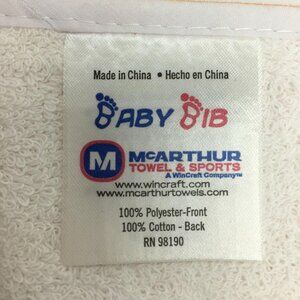 Made in China • Hecho en China
BABY BIB
M McARTHUR
TOWEL & SPORTS
A WinCraft Company™
www.wincraft.com
www.mcarthurtowels.com
100% Polyester-Front
100% Cotton - Back
RN 98190